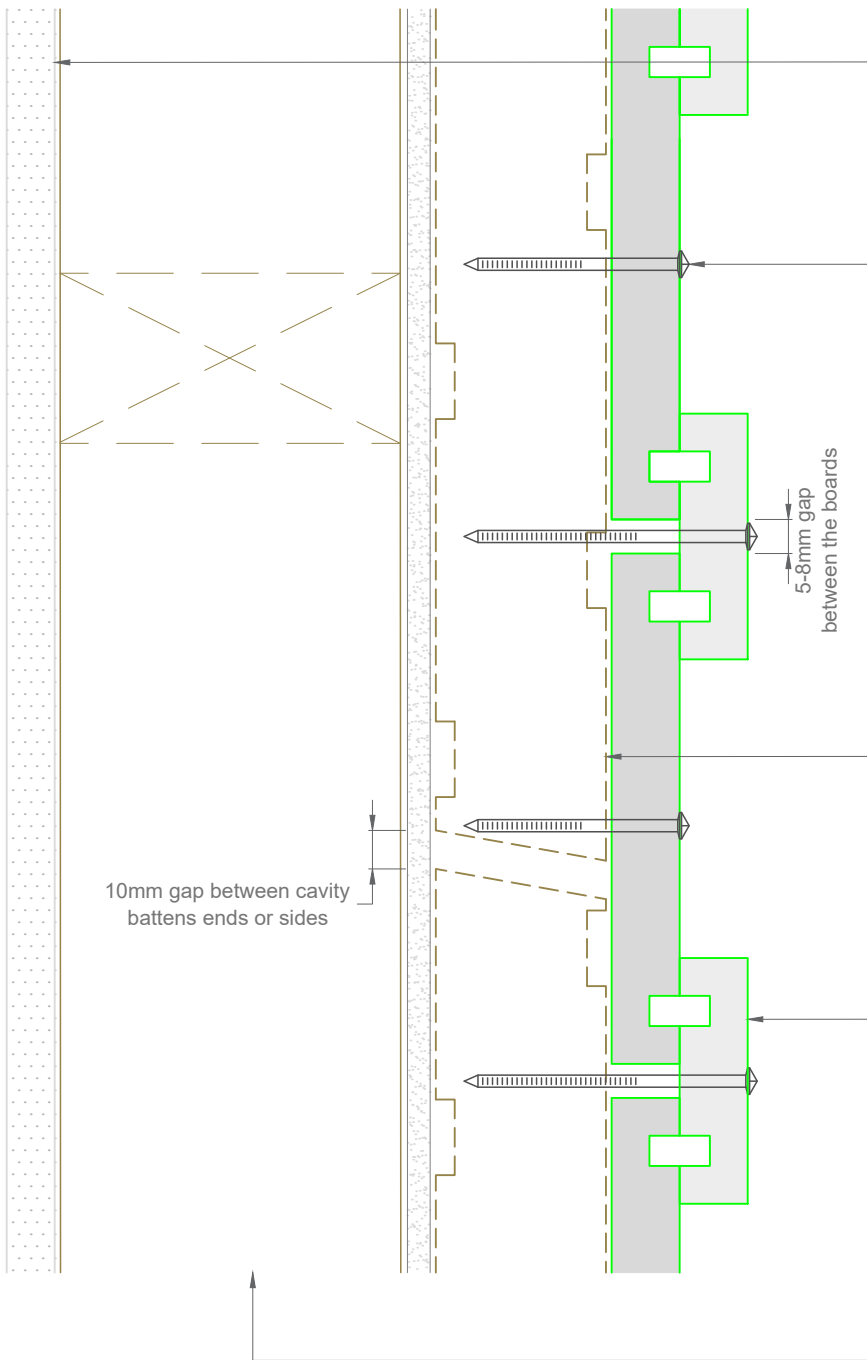 5-8mm gap
between the boards
10mm gap between cavity
battens ends or sides